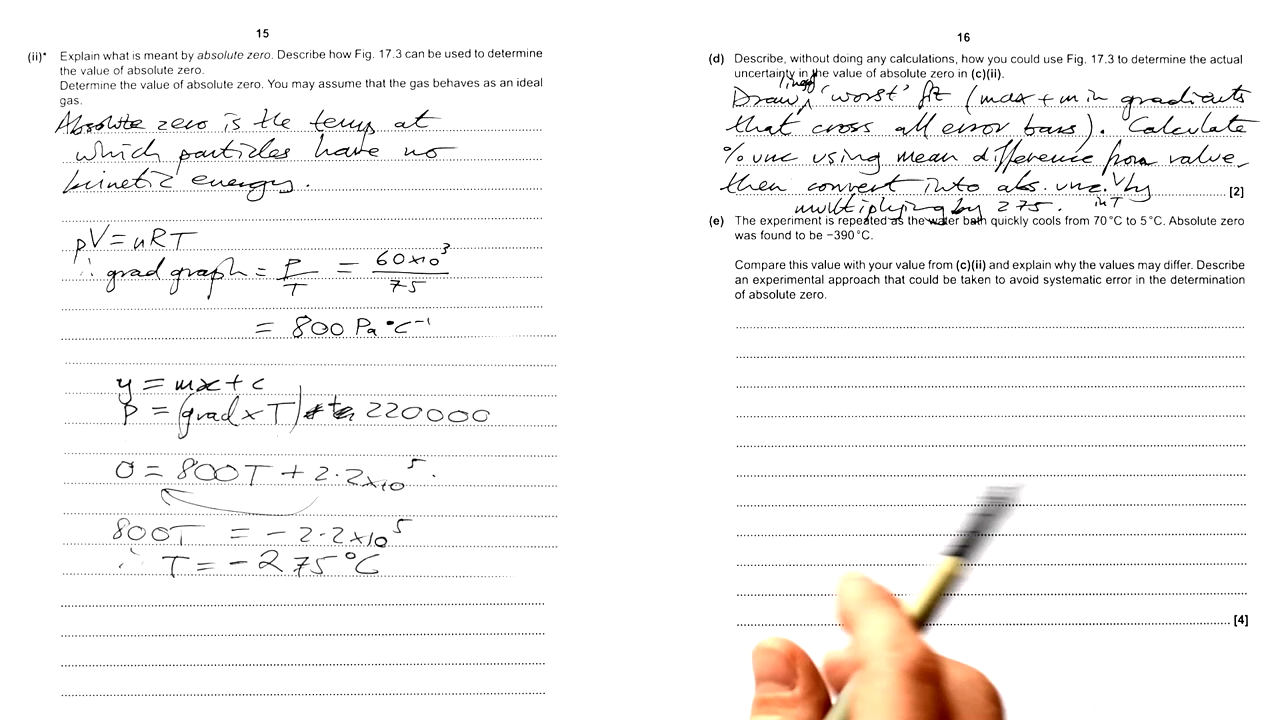 15
(ii)* Explain what is meant by absolute zero. Describe how Fig. 17.3 can be used to determine
the value of absolute zero.
Determine the value of absolute zero. You may assume that the gas behaves as an ideal
gas.
Absolute zero is the temp at
which particles have no
kinetic energy.
pV = nRT
∴ grad graph = P/T = 60×10³/75
= 800 Pa °C⁻¹
y = mx + c
P = (grad × T) + 220000
0 = 800T + 2.2×10⁵.
800T = -2.2×10⁵
∴ T = -275°C
16
(d) Describe, without doing any calculations, how you could use Fig. 17.3 to determine the actual
uncertainty in the value of absolute zero in (c)(ii).
line of
Draw 'worst' fit (max + min gradients
that cross all error bars). Calculate
% unc using mean difference from value,
then convert into abs. unc. by
in T
multiplying by 275.
[2]
(e) The experiment is repeated as the water bath quickly cools from 70°C to 5°C. Absolute zero
was found to be −390°C.
Compare this value with your value from (c)(ii) and explain why the values may differ. Describe
an experimental approach that could be taken to avoid systematic error in the determination
of absolute zero.
[4]